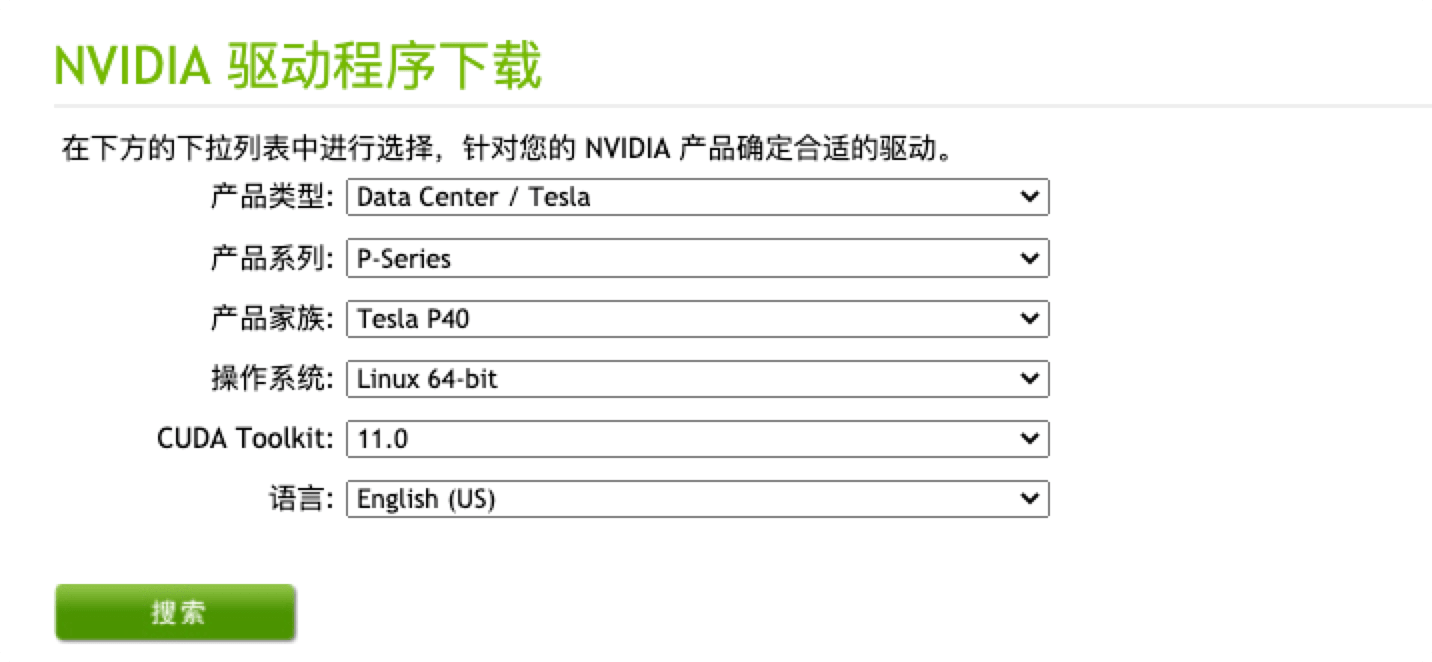 NVIDIA 驱动程序下载
在下方的下拉列表中进行选择，针对您的 NVIDIA 产品确定合适的驱动。
产品类型: Data Center / Tesla
产品系列: P-Series
产品家族: Tesla P40
操作系统: Linux 64-bit
CUDA Toolkit: 11.0
语言: English (US)
搜索